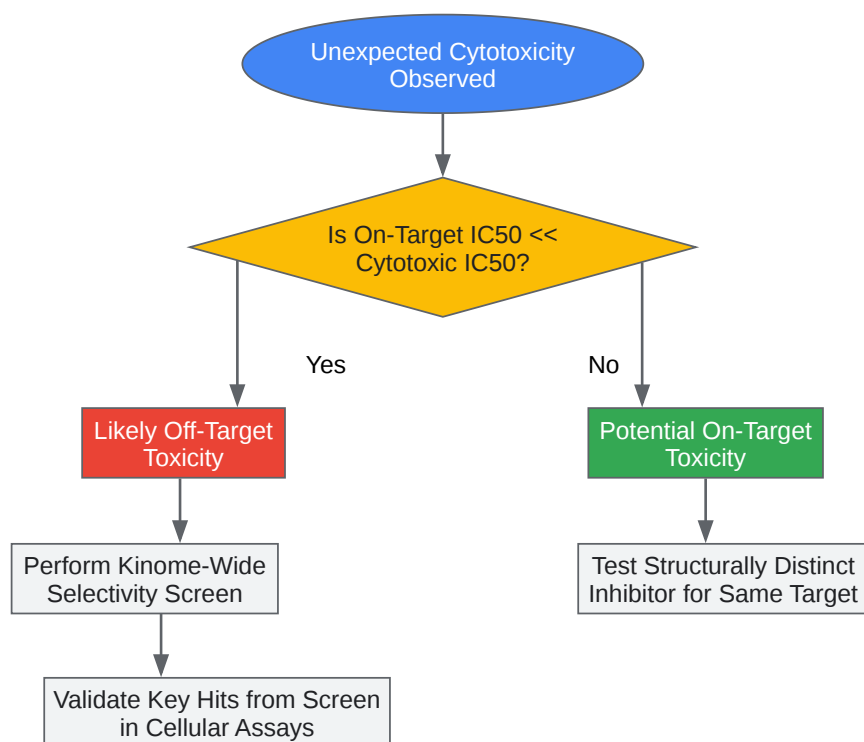 Unexpected Cytotoxicity
Observed
Is On-Target IC50 <<
Cytotoxic IC50?
Yes
No
Likely Off-Target
Toxicity
Potential On-Target
Toxicity
Perform Kinome-Wide
Selectivity Screen
Test Structurally Distinct
Inhibitor for Same Target
Validate Key Hits from Screen
in Cellular Assays